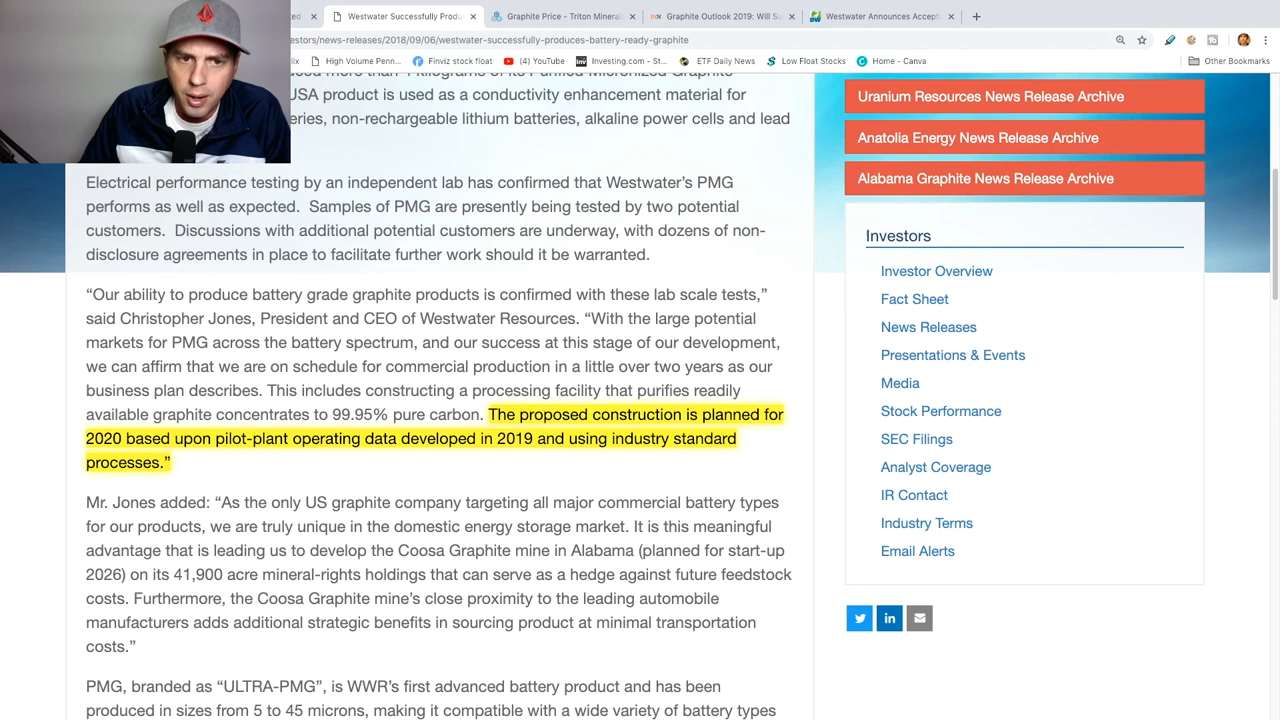 Westwater Successfully Produ
Graphite Price - Triton Mineral
Graphite Outlook 2019: Will Su
Westwater Announces Accepta
estors/news-releases/2018/09/06/westwater-successfully-produces-battery-ready-graphite
High Volume Penn...
Finviz stock float
(4) YouTube
Investing.com - St...
ETF Daily News
Low Float Stocks
Home - Canva
Other Bookmarks
USA product is used as a conductivity enhancement material for
eries, non-rechargeable lithium batteries, alkaline power cells and lead
Electrical performance testing by an independent lab has confirmed that Westwater’s PMG
performs as well as expected.  Samples of PMG are presently being tested by two potential
customers.  Discussions with additional potential customers are underway, with dozens of non-
disclosure agreements in place to facilitate further work should it be warranted.
“Our ability to produce battery grade graphite products is confirmed with these lab scale tests,”
said Christopher Jones, President and CEO of Westwater Resources. “With the large potential
markets for PMG across the battery spectrum, and our success at this stage of our development,
we can affirm that we are on schedule for commercial production in a little over two years as our
business plan describes. This includes constructing a processing facility that purifies readily
available graphite concentrates to 99.95% pure carbon. The proposed construction is planned for
2020 based upon pilot-plant operating data developed in 2019 and using industry standard
processes.”
Mr. Jones added: “As the only US graphite company targeting all major commercial battery types
for our products, we are truly unique in the domestic energy storage market. It is this meaningful
advantage that is leading us to develop the Coosa Graphite mine in Alabama (planned for start-up
2026) on its 41,900 acre mineral-rights holdings that can serve as a hedge against future feedstock
costs. Furthermore, the Coosa Graphite mine’s close proximity to the leading automobile
manufacturers adds additional strategic benefits in sourcing product at minimal transportation
costs.”
PMG, branded as “ULTRA-PMG”, is WWR’s first advanced battery product and has been
produced in sizes from 5 to 45 microns, making it compatible with a wide variety of battery types
Uranium Resources News Release Archive
Anatolia Energy News Release Archive
Alabama Graphite News Release Archive
Investors
Investor Overview
Fact Sheet
News Releases
Presentations & Events
Media
Stock Performance
SEC Filings
Analyst Coverage
IR Contact
Industry Terms
Email Alerts